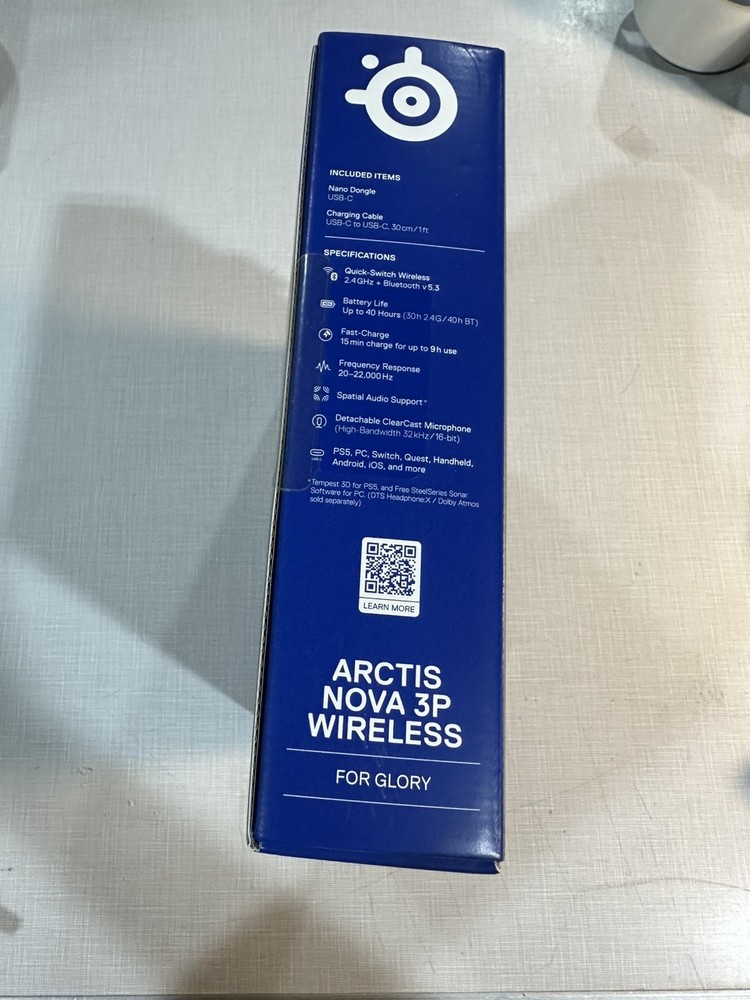 INCLUDED ITEMS
Nano Dongle
USB-C
Charging Cable
USB-C to USB-C, 30cm/1ft
SPECIFICATIONS
Quick-Switch Wireless
2.4GHz + Bluetooth v5.3
Battery Life
Up to 40 Hours (30h 2.4G/40h BT)
Fast-Charge
15min charge for up to 9h use
Frequency Response
20–22,000Hz
Spatial Audio Support*
Detachable ClearCast Microphone
(High-Bandwidth 32kHz/16-bit)
USB-C
PS5, PC, Switch, Quest, Handheld,
Android, iOS, and more
*Tempest 3D for PS5, and Free SteelSeries Sonar
Software for PC. (DTS Headphone:X / Dolby Atmos
sold separately)
LEARN MORE
ARCTIS
NOVA 3P
WIRELESS
FOR GLORY